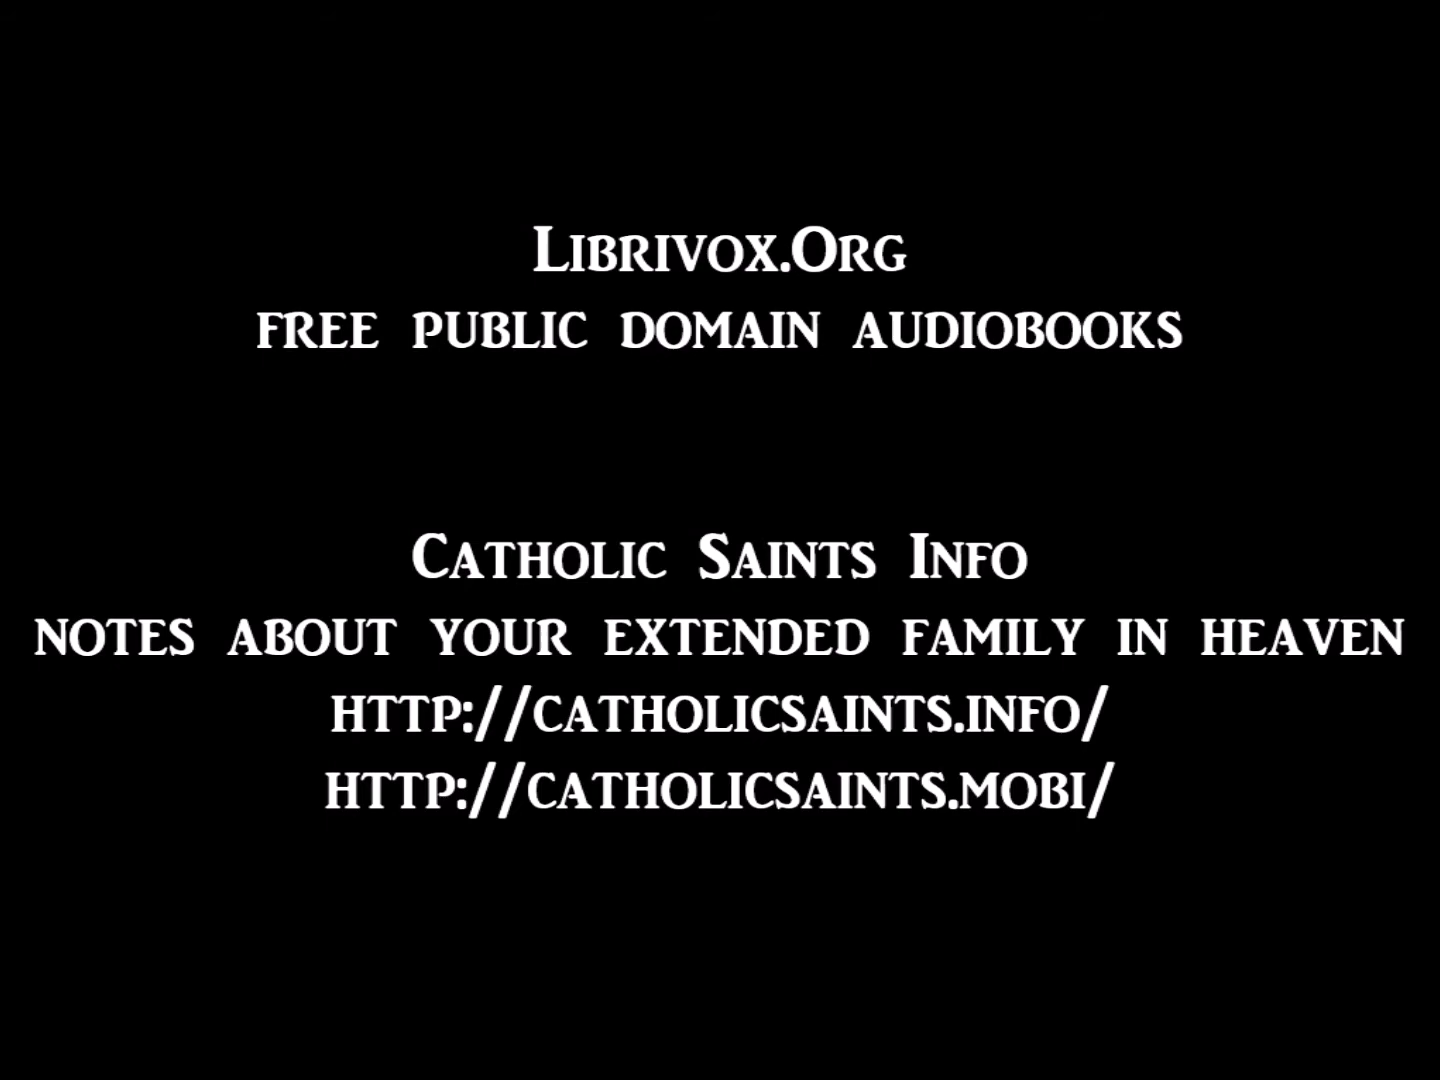 Librivox.Org
free public domain audiobooks
Catholic Saints Info
notes about your extended family in heaven
http://catholicsaints.info/
http://catholicsaints.mobi/